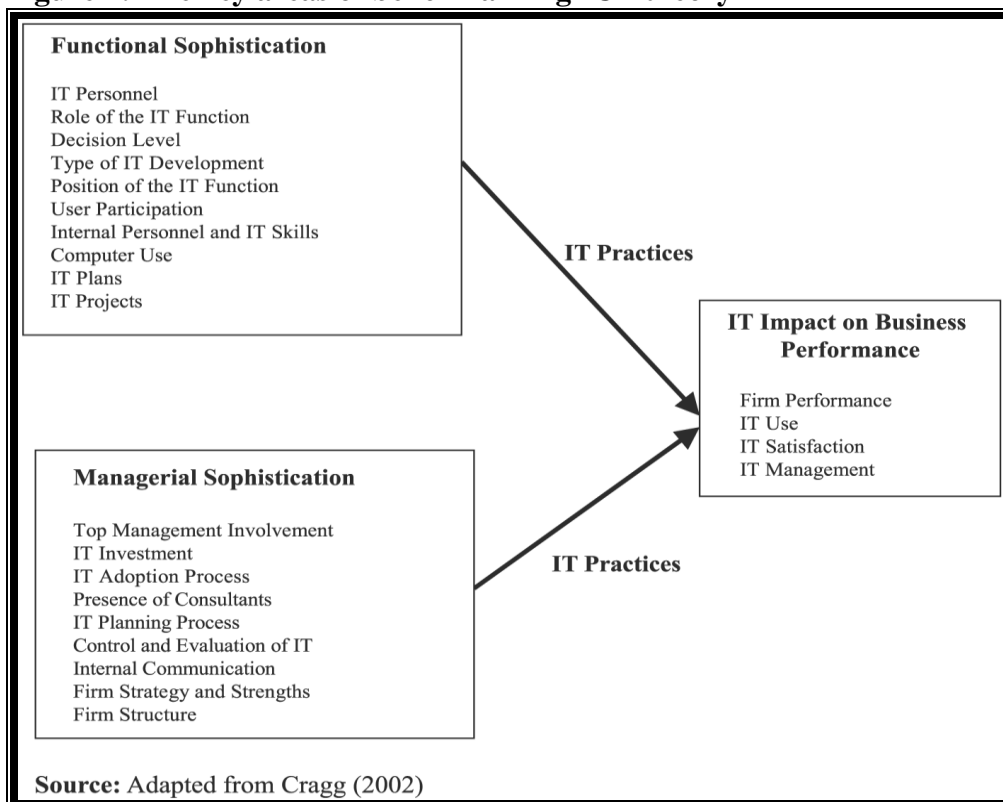 Functional Sophistication
IT Personnel
Role of the IT Function
Decision Level
Type of IT Development
Position of the IT Function
User Participation
Internal Personnel and IT Skills
Computer Use
IT Plans
IT Projects
IT Practices
IT Impact on Business
Performance
Firm Performance
IT Use
IT Satisfaction
IT Management
Managerial Sophistication
Top Management Involvement
IT Investment
IT Adoption Process
Presence of Consultants
IT Planning Process
Control and Evaluation of IT
Internal Communication
Firm Strategy and Strengths
Firm Structure
IT Practices
Source: Adapted from Cragg (2002)